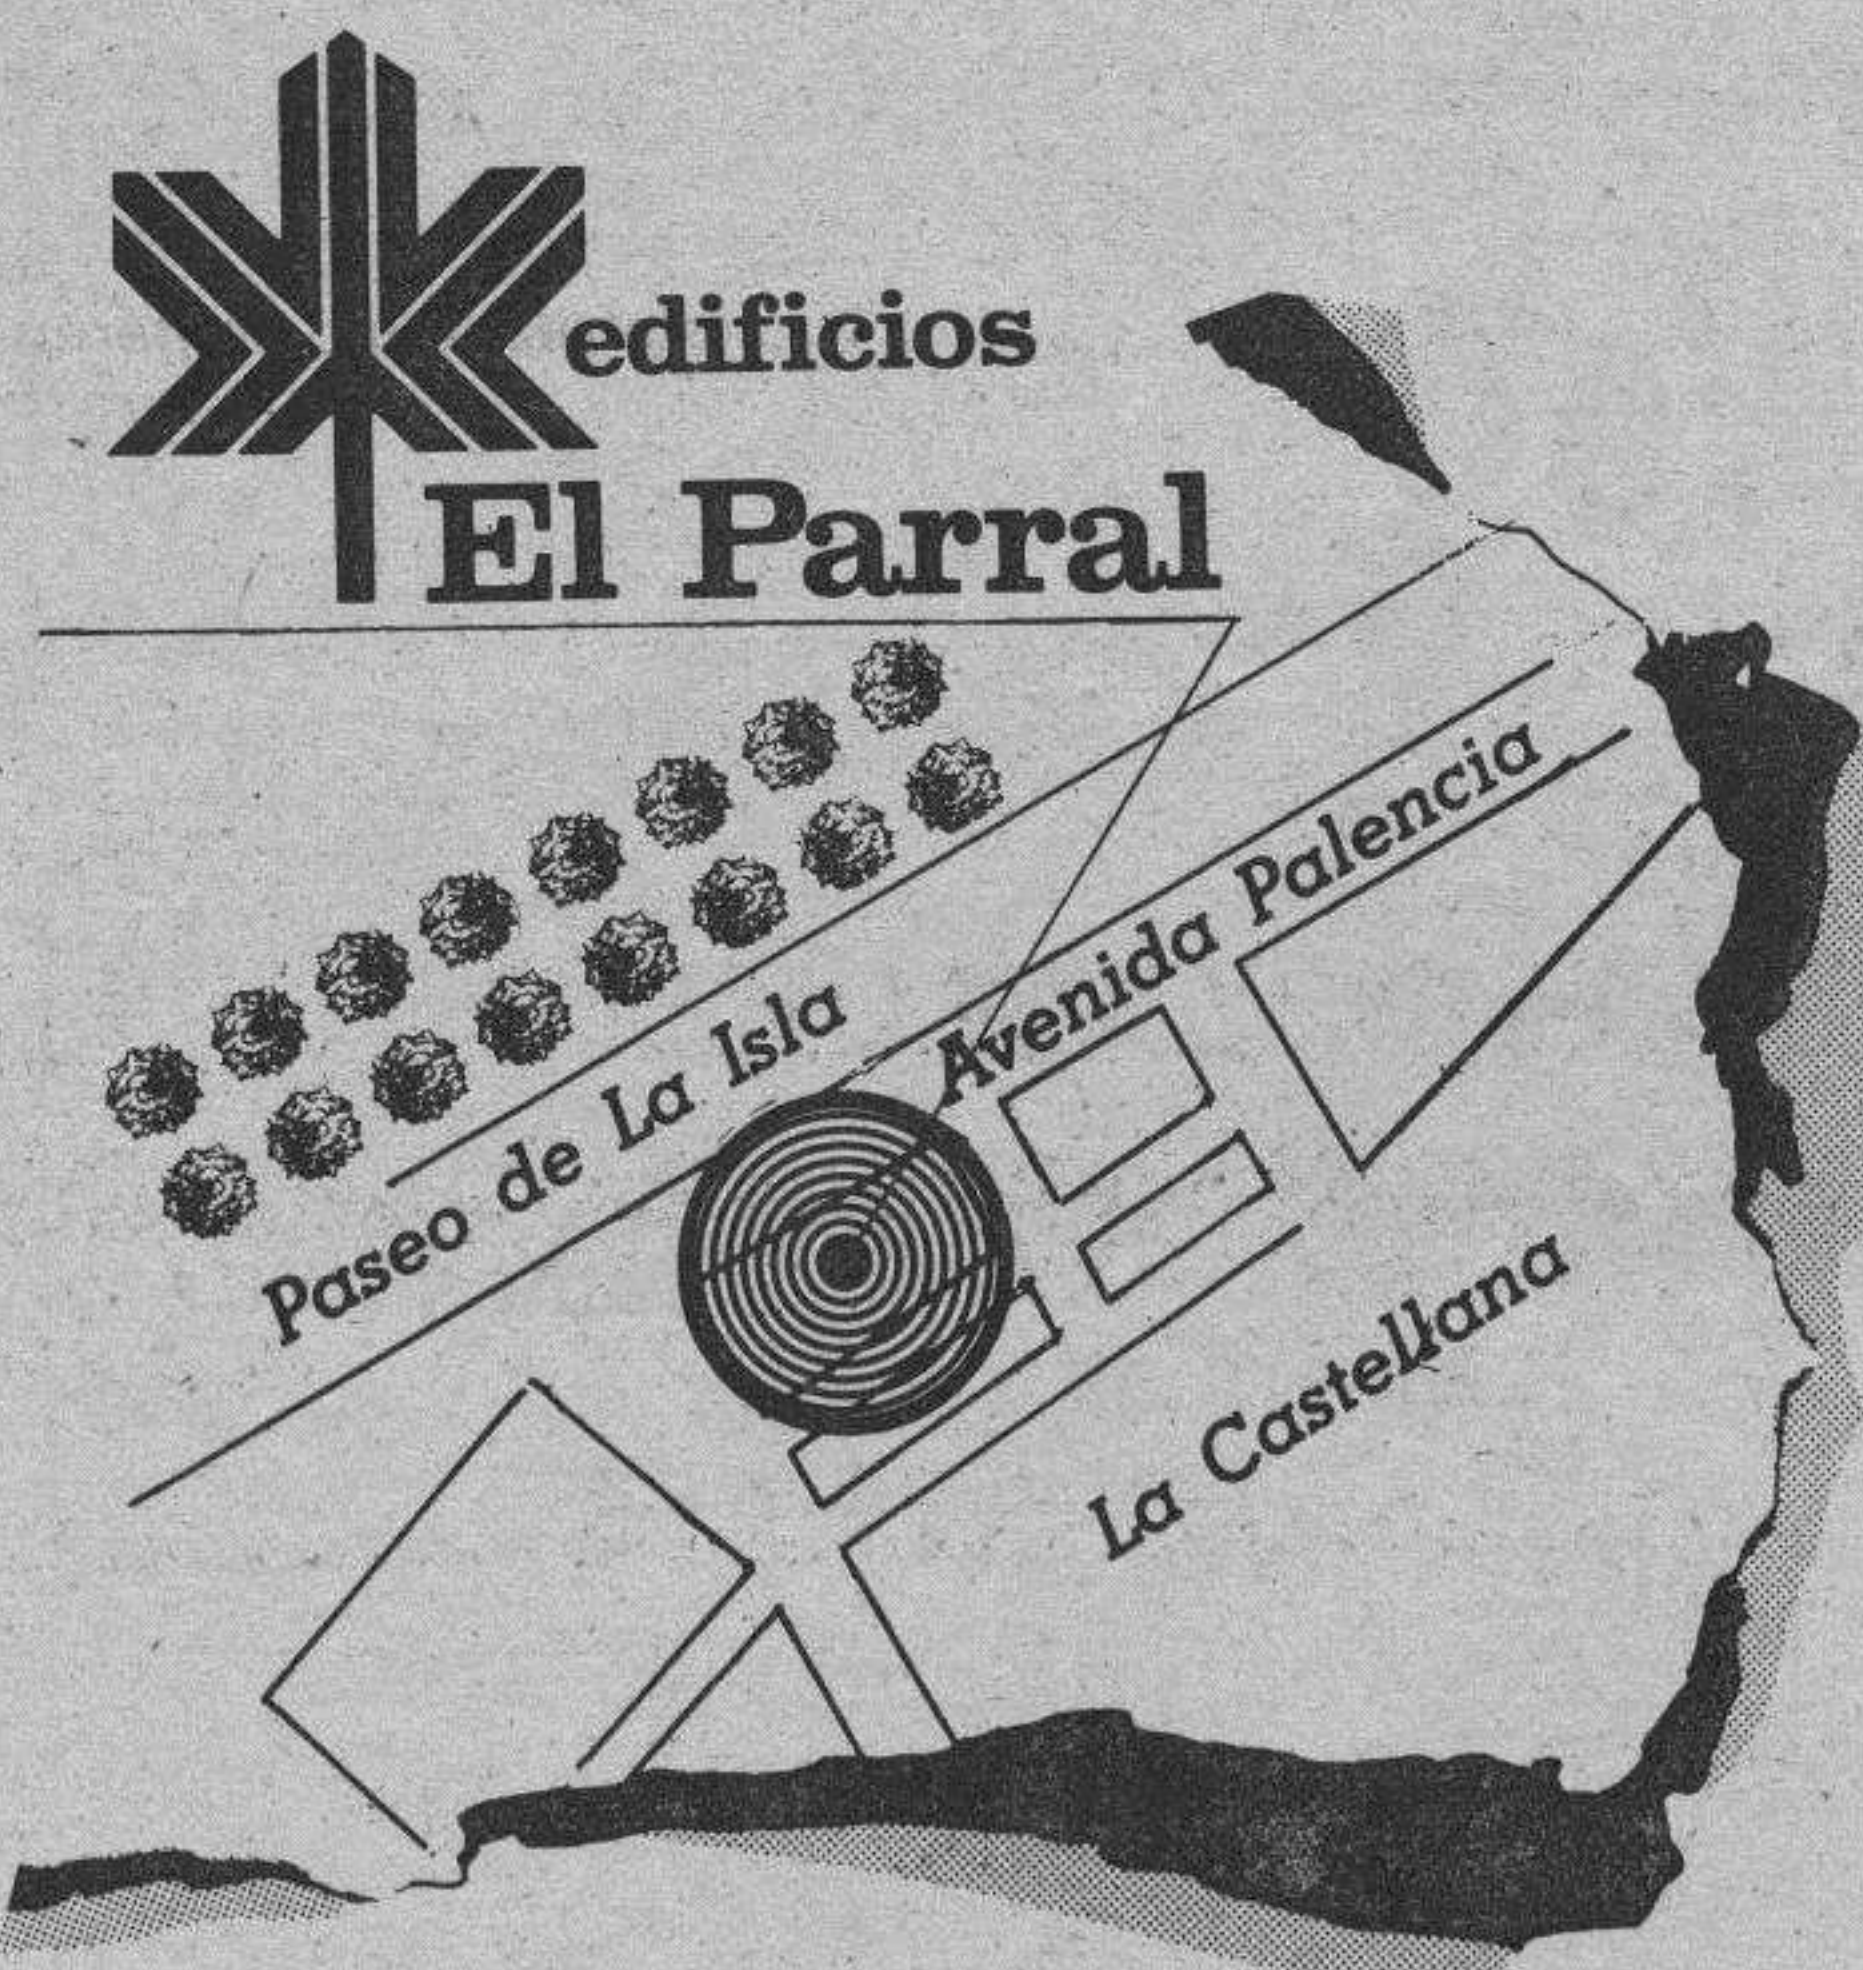 edificios
El Parral
Avenida Palencia
Paseo de La Isla
La Castellana